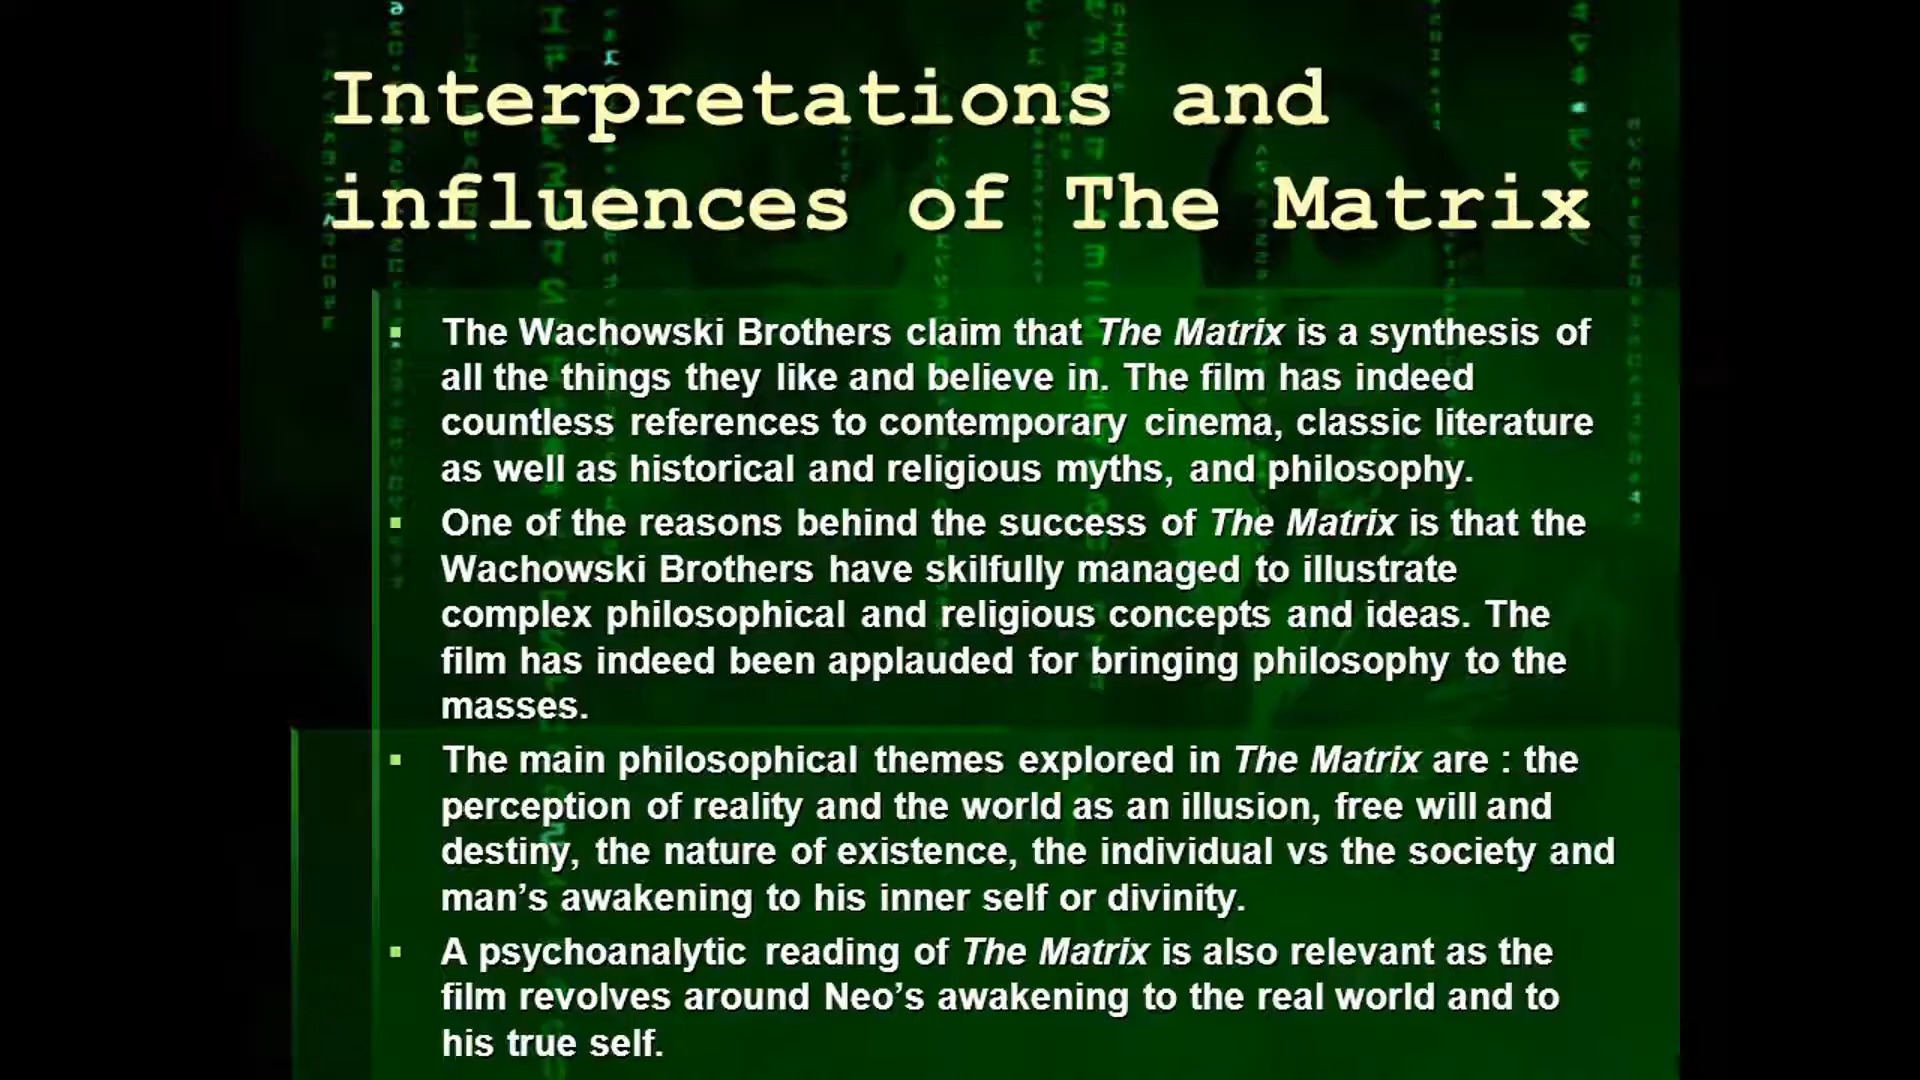 Interpretations and
influences of The Matrix
▪ The Wachowski Brothers claim that The Matrix is a synthesis of
all the things they like and believe in. The film has indeed
countless references to contemporary cinema, classic literature
as well as historical and religious myths, and philosophy.
▪ One of the reasons behind the success of The Matrix is that the
Wachowski Brothers have skilfully managed to illustrate
complex philosophical and religious concepts and ideas. The
film has indeed been applauded for bringing philosophy to the
masses.
▪ The main philosophical themes explored in The Matrix are : the
perception of reality and the world as an illusion, free will and
destiny, the nature of existence, the individual vs the society and
man’s awakening to his inner self or divinity.
▪ A psychoanalytic reading of The Matrix is also relevant as the
film revolves around Neo’s awakening to the real world and to
his true self.